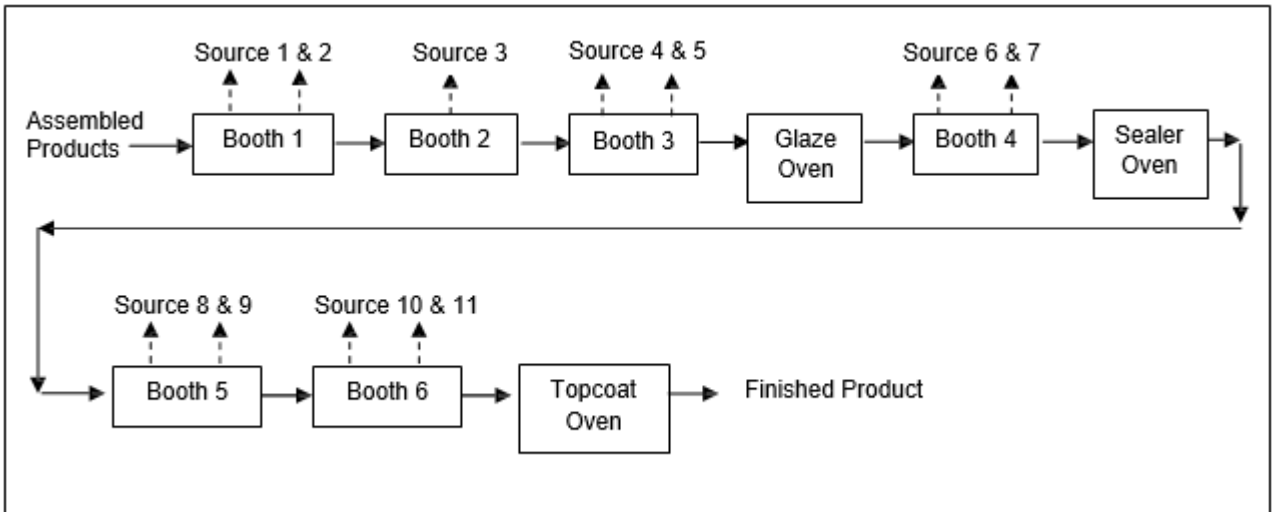 Source 1 & 2
Source 3
Source 4 & 5
Source 6 & 7
Assembled
Products
Booth 1
Booth 2
Booth 3
Glaze
Oven
Booth 4
Sealer
Oven
Source 8 & 9
Source 10 & 11
Booth 5
Booth 6
Topcoat
Oven
Finished Product